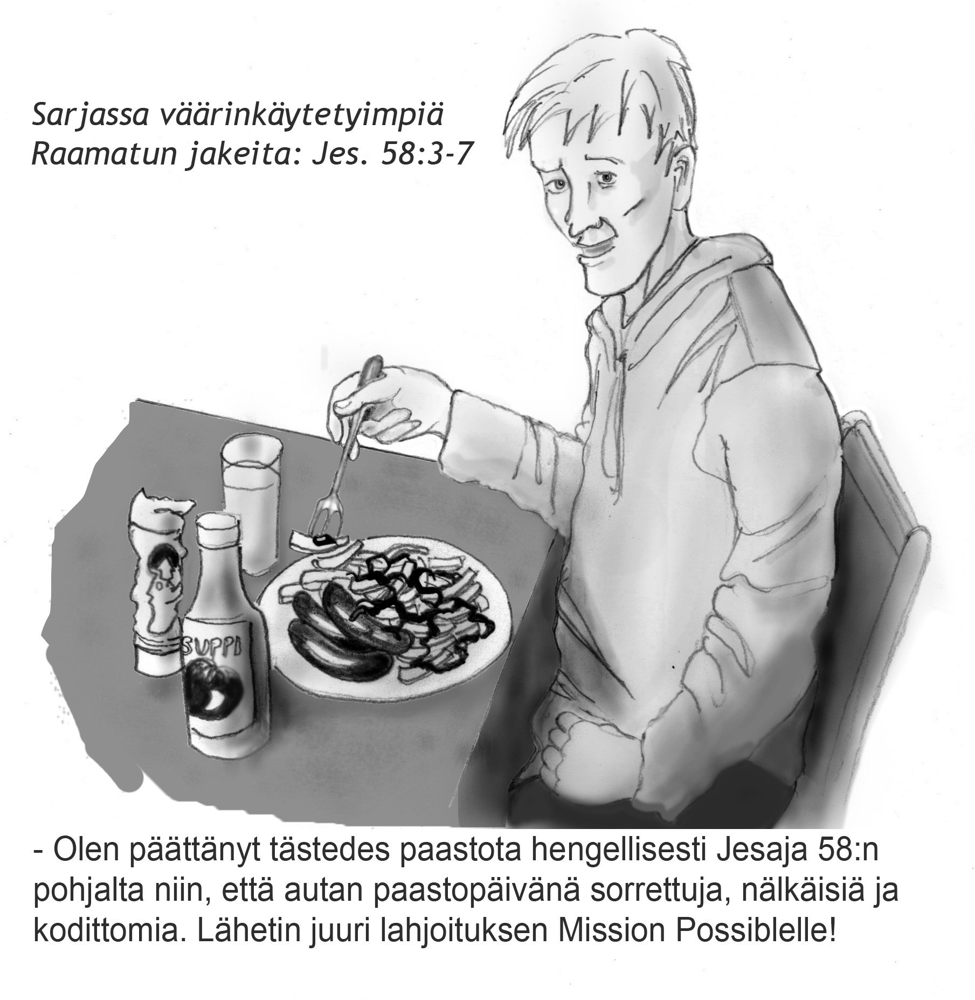 Sarjassa väärinkäytetyimpiä
Raamatun jakeita: Jes. 58:3-7
SUPPI
- Olen päättänyt tästedes paastota hengellisesti Jesaja 58:n
pohjalta niin, että autan paastopäivänä sorrettuja, nälkäisiä ja
kodittomia. Lähetin juuri lahjoituksen Mission Possiblelle!